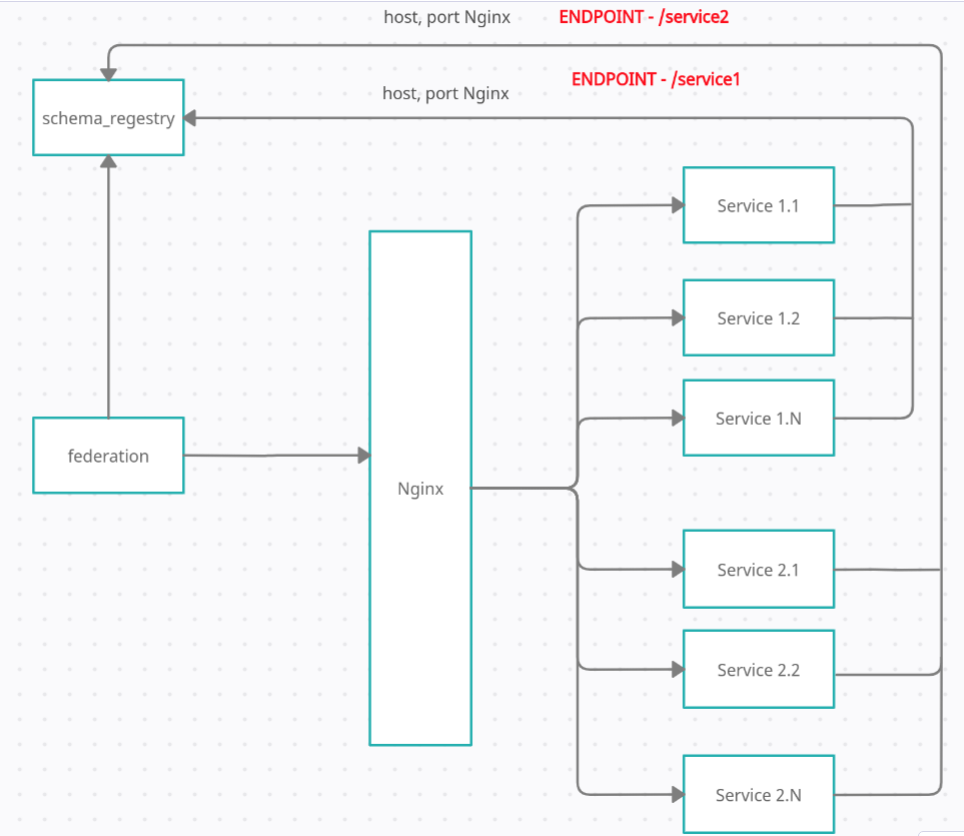 host, port Nginx
ENDPOINT - /service2
ENDPOINT - /service1
host, port Nginx
schema_regestry
Service 1.1
Service 1.2
Service 1.N
federation
Nginx
Service 2.1
Service 2.2
Service 2.N